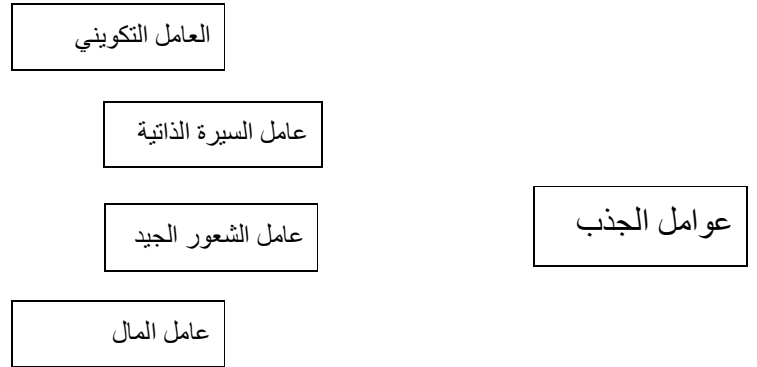 العامل التكويني
عامل السيرة الذاتية
عامل الشعور الجيد
عوامل الجذب
عامل المال